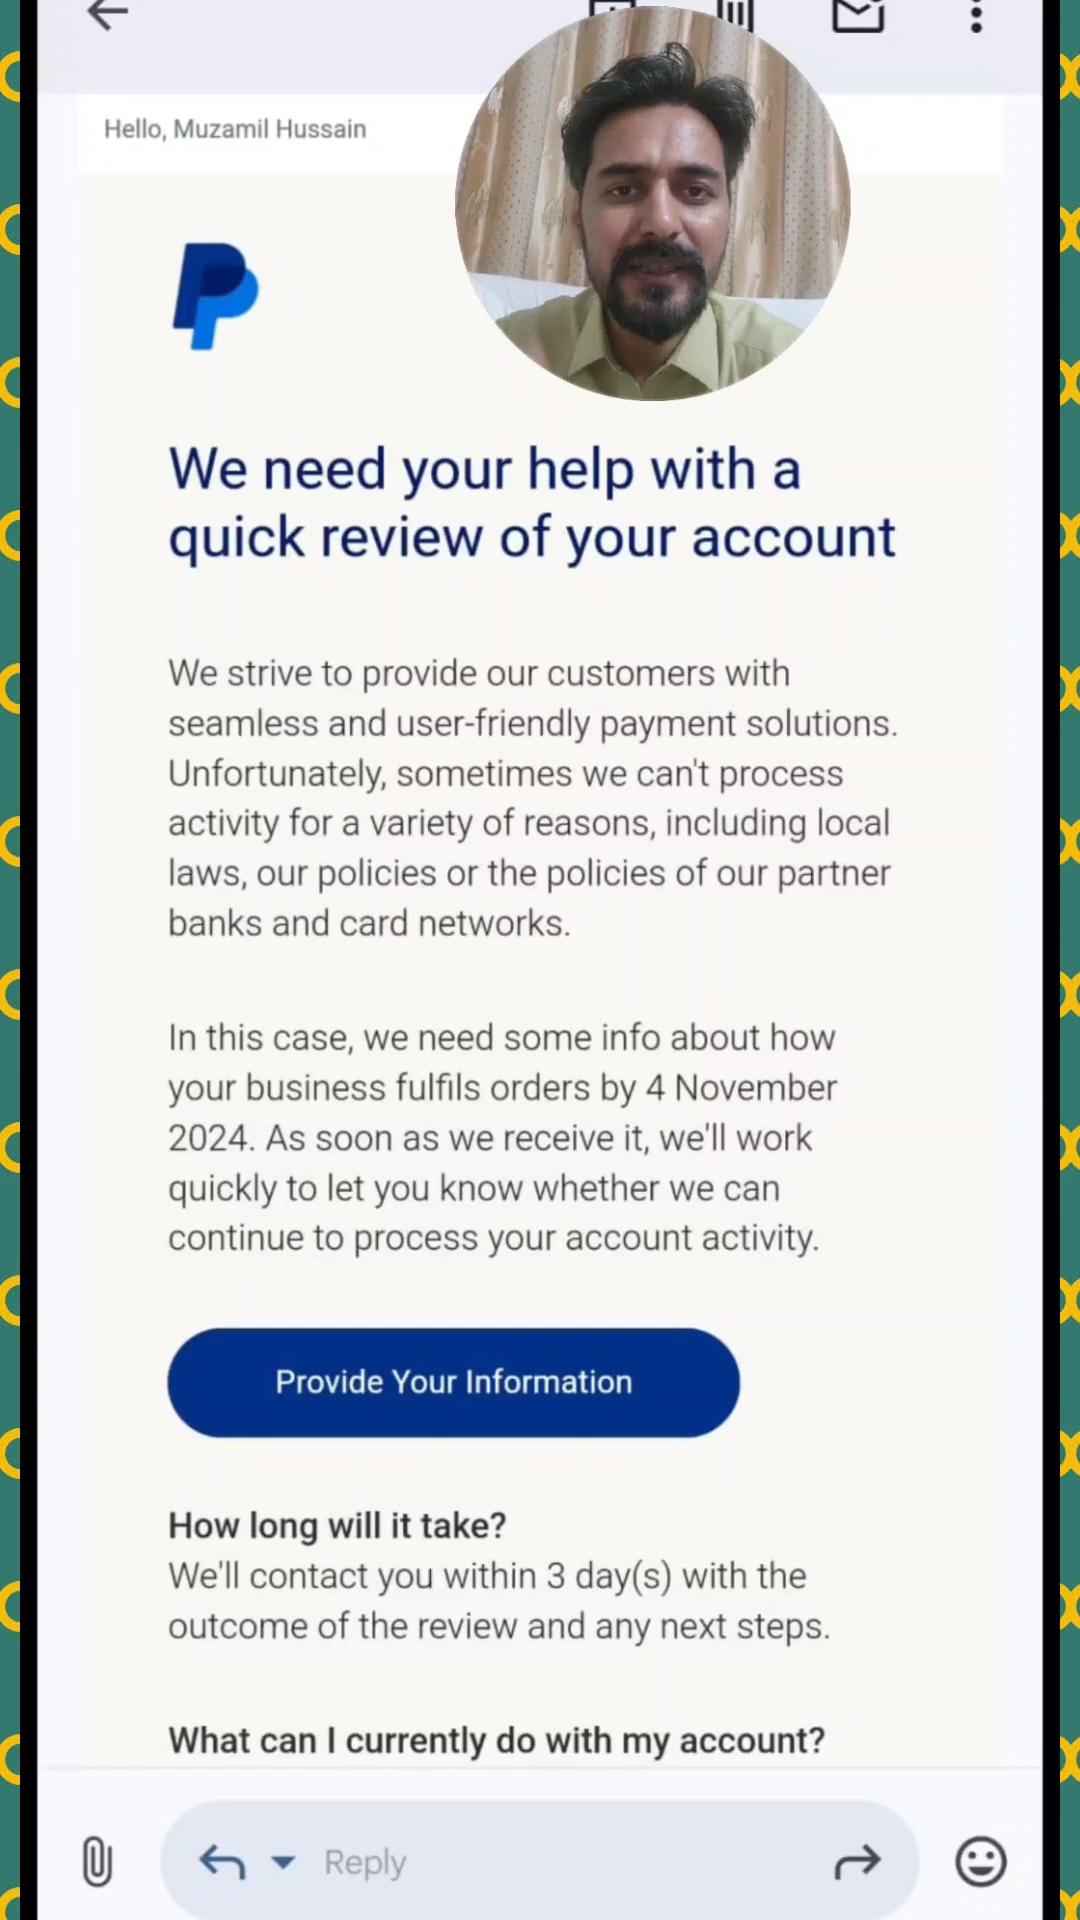 Hello, Muzamil Hussain
We need your help with a
quick review of your account
We strive to provide our customers with
seamless and user-friendly payment solutions.
Unfortunately, sometimes we can't process
activity for a variety of reasons, including local
laws, our policies or the policies of our partner
banks and card networks.
In this case, we need some info about how
your business fulfils orders by 4 November
2024. As soon as we receive it, we'll work
quickly to let you know whether we can
continue to process your account activity.
Provide Your Information
How long will it take?
We'll contact you within 3 day(s) with the
outcome of the review and any next steps.
What can I currently do with my account?
Reply